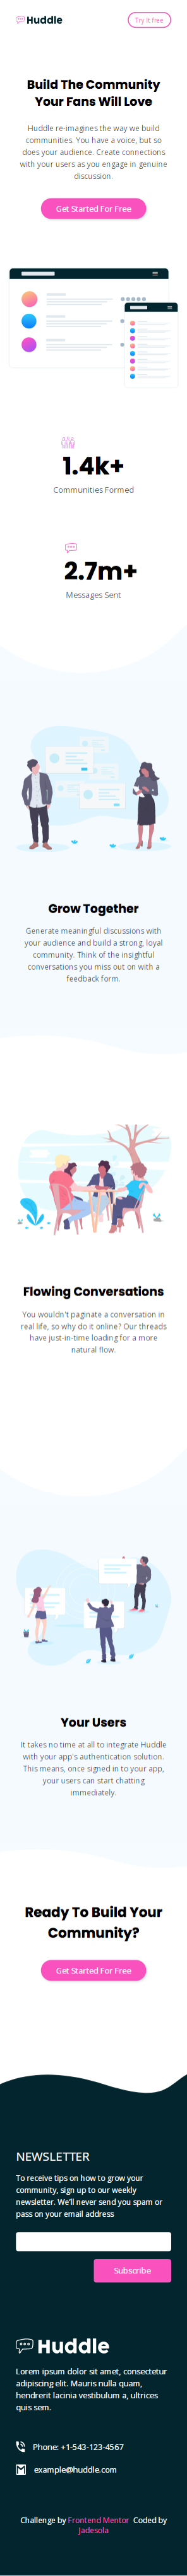 Huddle
Try It Free
Build The Community
Your Fans Will Love
Huddle re-imagines the way we build
communities. You have a voice, but so
does your audience. Create connections
with your users as you engage in genuine
discussion.
Get Started For Free
1.4k+
Communities Formed
2.7m+
Messages Sent
Grow Together
Generate meaningful discussions with
your audience and build a strong, loyal
community. Think of the insightful
conversations you miss out on with a
feedback form.
Flowing Conversations
You wouldn't paginate a conversation in
real life, so why do it online? Our threads
have just-in-time loading for a more
natural flow.
Your Users
It takes no time at all to integrate Huddle
with your app's authentication solution.
This means, once signed in to your app,
your users can start chatting
immediately.
Ready To Build Your
Community?
Get Started For Free
NEWSLETTER
To receive tips on how to grow your
community, sign up to our weekly
newsletter. We'll never send you spam or
pass on your email address
Subscribe
Huddle
Lorem ipsum dolor sit amet, consectetur
adipiscing elit. Mauris nulla quam,
hendrerit lacinia vestibulum a, ultrices
quis sem.
Phone: +1-543-123-4567
example@huddle.com
Challenge by Frontend Mentor Coded by
Jadesola